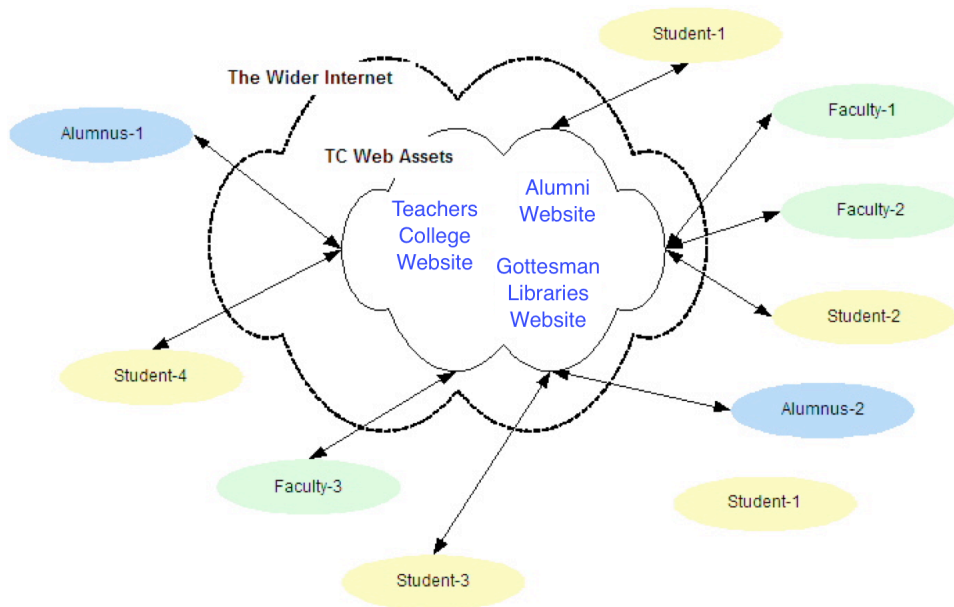 Student-1
The Wider Internet
Faculty-1
Alumnus-1
TC Web Assets
Alumni
Website
Teachers
College
Website
Faculty-2
Gottesman
Libraries
Website
Student-2
Student-4
Alumnus-2
Faculty-3
Student-1
Student-3